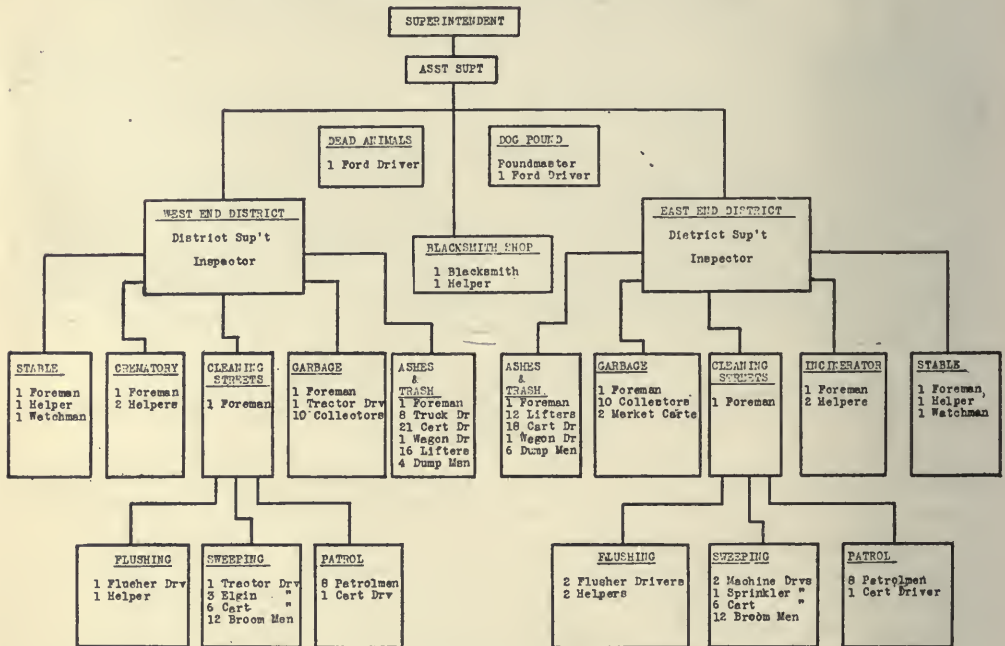 SUPERINTENDENT
ASST SUPT
DEAD ANIMALS
1 Ford Driver
DOG POUND
Poundmaster
1 Ford Driver
WEST END DISTRICT
District Sup't
Inspector
BLACKSMITH SHOP
1 Blacksmith
1 Helper
EAST END DISTRICT
District Sup't
Inspector
STABLE
1 Foreman
1 Helper
1 Watchman
CREMATORY
1 Foreman
2 Helpers
CLEANING
STREETS
1 Foreman
GARBAGE
1 Foreman
1 Tractor Drv
10 Collectors
ASHES
&
TRASH
1 Foreman
8 Truck Dr
21 Cart Dr
1 Wagon Dr
16 Lifters
4 Dump Men
ASHES
&
TRASH
1 Foreman
12 Lifters
18 Cart Dr
1 Wagon Dr
6 Dump Men
GARBAGE
1 Foreman
10 Collectors
2 Market Carts
CLEANING
STREETS
1 Foreman
INCINERATOR
1 Foreman
2 Helpers
STABLE
1 Foreman,
1 Helper
1 Watchman
FLUSHING
1 Flusher Drv
1 Helper
SWEEPING
1 Tractor Drv
3 Elgin "
6 Cart "
12 Broom Men
PATROL
8 Patrolmen
1 Cart Drv
FLUSHING
2 Flusher Drivers
2 Helpers
SWEEPING
2 Machine Drvs
1 Sprinkler "
6 Cart "
12 Broom Men
PATROL
8 Patrolmen
1 Cart Driver